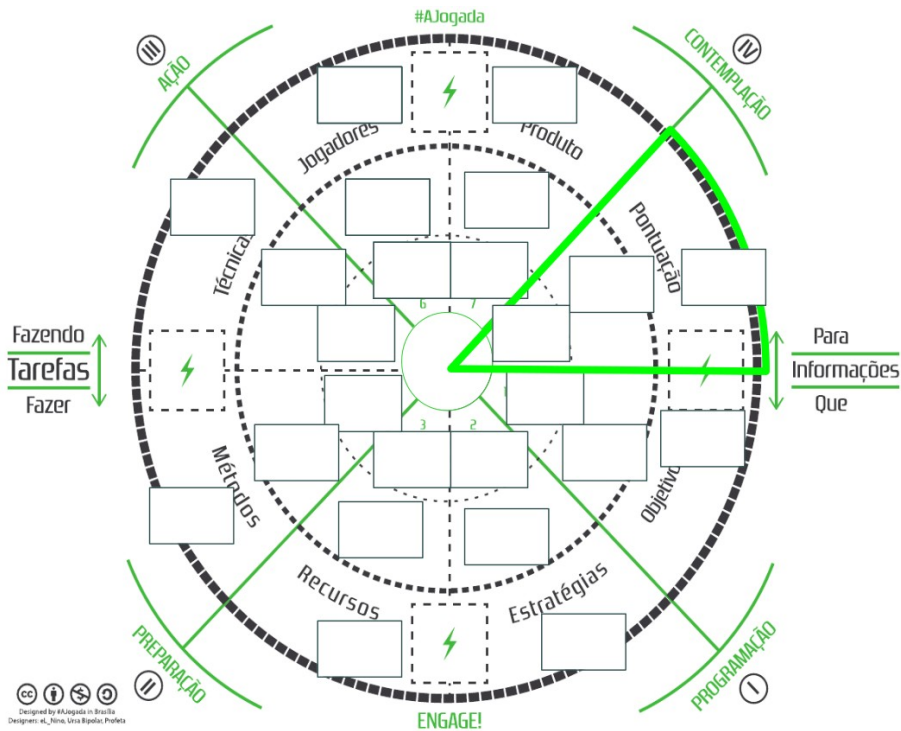 #AJogada
III
AÇÃO
IV
CONTEMPLAÇÃO
Jogadores
Produto
Técnica
Pontuação
6
7
Fazendo
Tarefas
Fazer
Para
Informações
Que
3
2
Métodos
Objetivo
Recursos
Estratégias
PREPARAÇÃO
II
PROGRAMAÇÃO
I
ENGAGE!
cc
Designed by #AJogada in Brasília
Designers: eL_Nino, Ursa Bipolar, Profeta